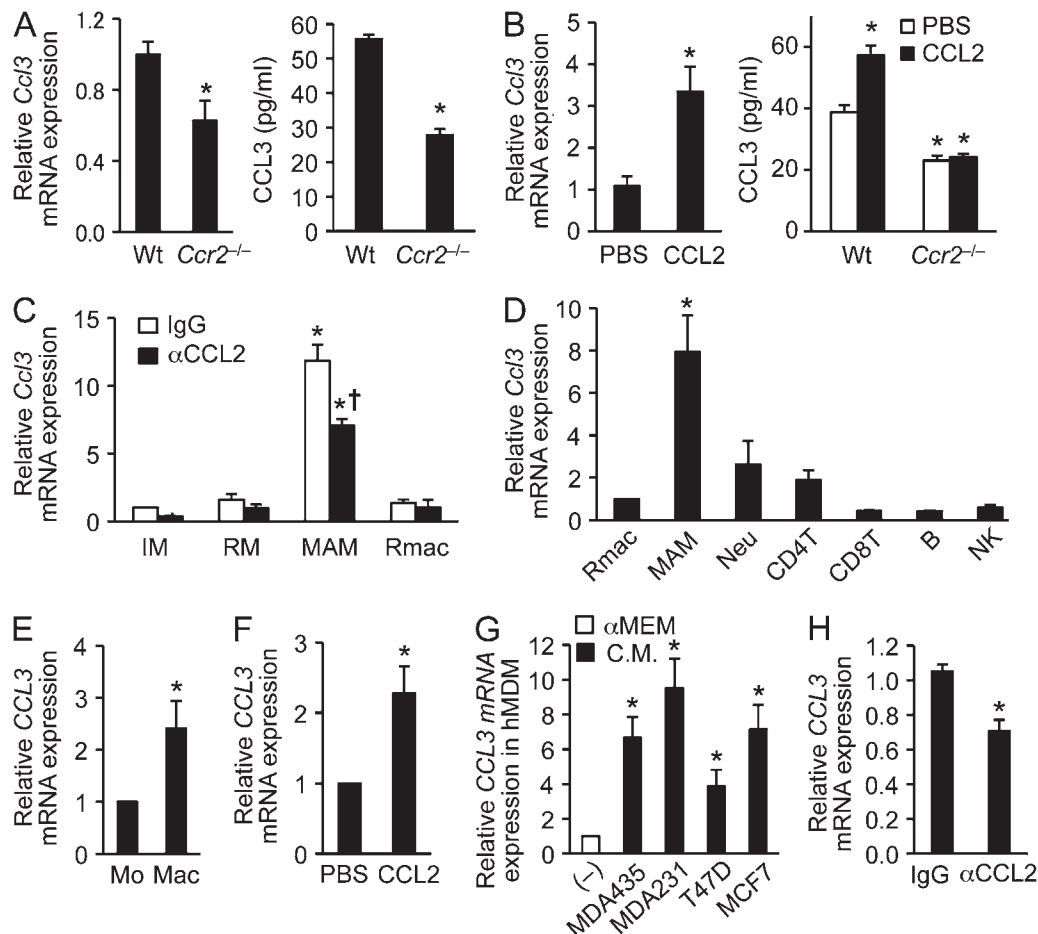 A
Relative Ccl3
mRNA expression
1.2
0.8
0.4
0.0
*
Wt Ccr2–/–
CCL3 (pg/ml)
60
50
40
30
20
10
0
*
Wt Ccr2–/–
B
Relative Ccl3
mRNA expression
5
4
3
2
1
0
*
PBS CCL2
CCL3 (pg/ml)
60
40
20
0
PBS
CCL2
*
* *
Wt Ccr2–/–
C
Relative Ccl3
mRNA expression
15
10
5
0
IgG
αCCL2
*
*†
IM RM MAM Rmac
D
Relative Ccl3
mRNA expression
10
8
6
4
2
0
*
Rmac MAM Neu CD4T CD8T B NK
E
Relative CCL3
mRNA expression
4
3
2
1
0
*
Mo Mac
F
Relative CCL3
mRNA expression
3
2
1
0
*
PBS CCL2
G
Relative CCL3 mRNA
expression in hMDM
12
10
8
6
4
2
0
αMEM
C.M.
* * * *
(-) MDA435 MDA231 T47D MCF7
H
Relative CCL3
mRNA expression
1.2
1.0
0.8
0.6
0.4
0.2
0.0
*
IgG αCCL2